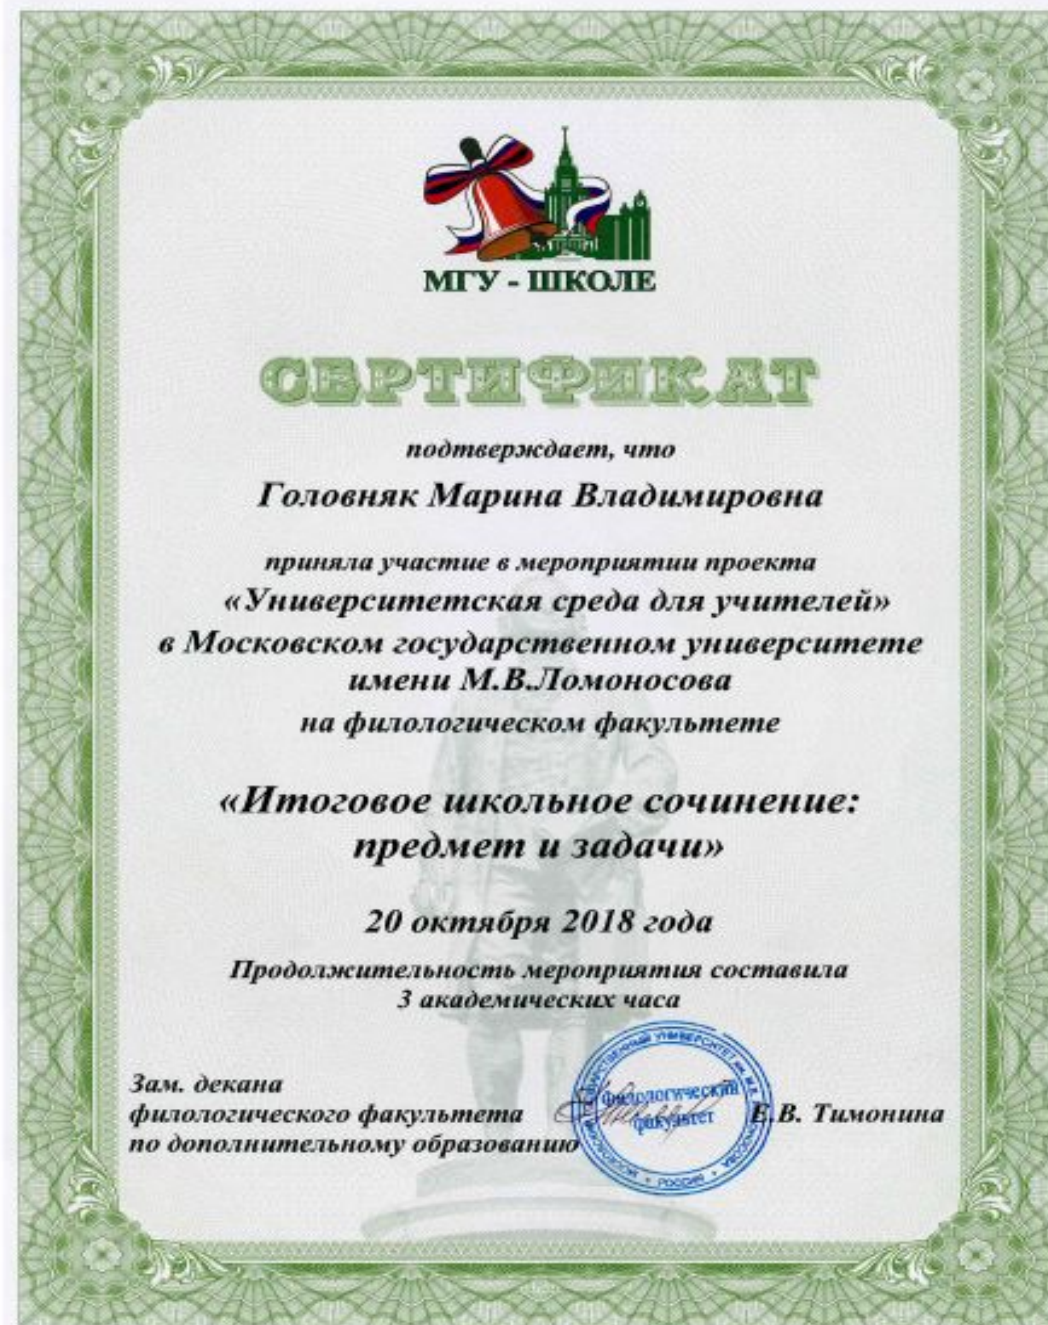 МГУ - ШКОЛЕ
СЕРТИФИКАТ
подтверждает, что
Головняк Марина Владимировна
приняла участие в мероприятии проекта
«Университетская среда для учителей»
в Московском государственном университете
имени М.В.Ломоносова
на филологическом факультете
«Итоговое школьное сочинение:
предмет и задачи»
20 октября 2018 года
Продолжительность мероприятия составила
3 академических часа
Зам. декана
филологического факультета
по дополнительному образованию
Филологический
факультет
РОССИЯ
Е.В. Тимонина